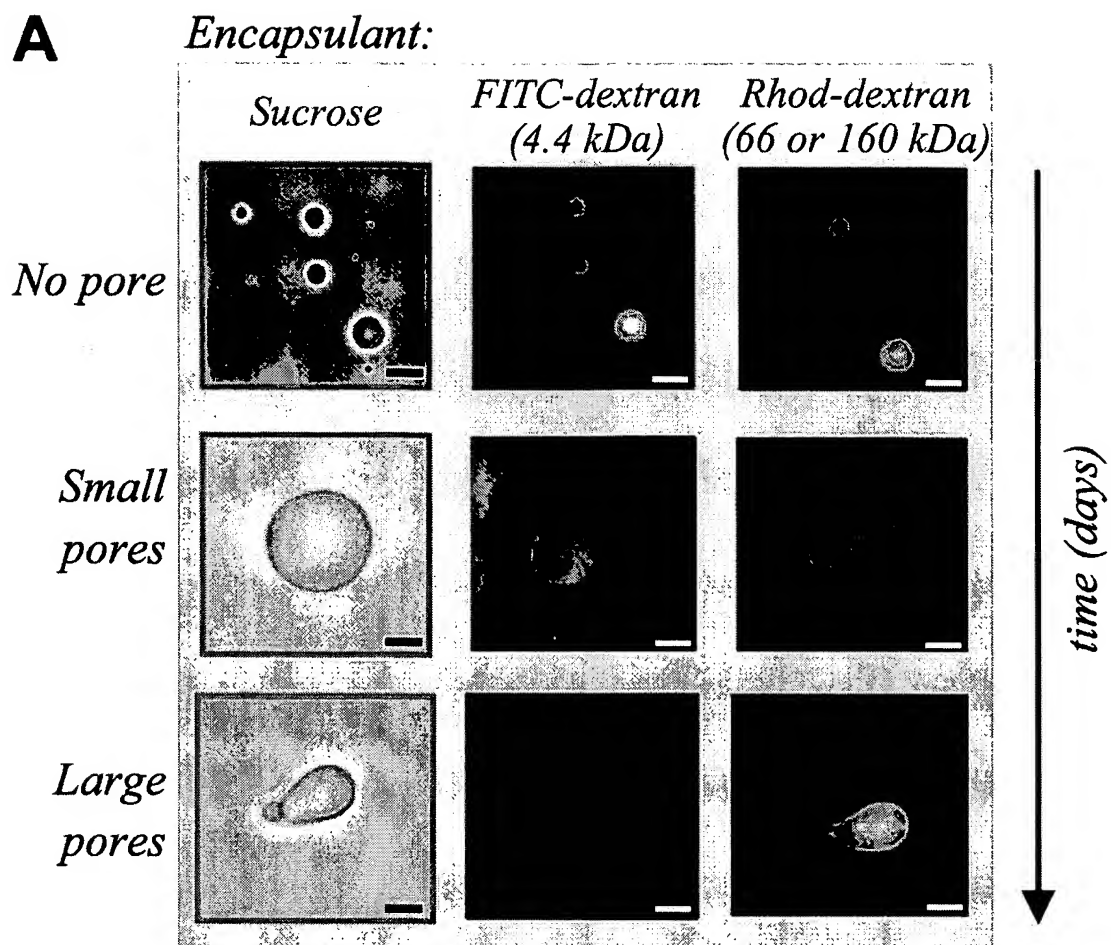 A
Encapsulant:
Sucrose
FITC-dextran
(4.4 kDa)
Rhod-dextran
(66 or 160 kDa)
No pore
Small
pores
Large
pores
time (days)